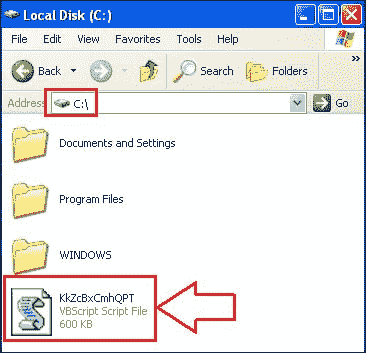 Local Disk (C:)
File Edit View Favorites Tools Help
Back Search Folders
Address C:\ Go
Documents and Settings
Program Files
WINDOWS
KkZcBxCmhQPT
VBScript Script File
600 KB